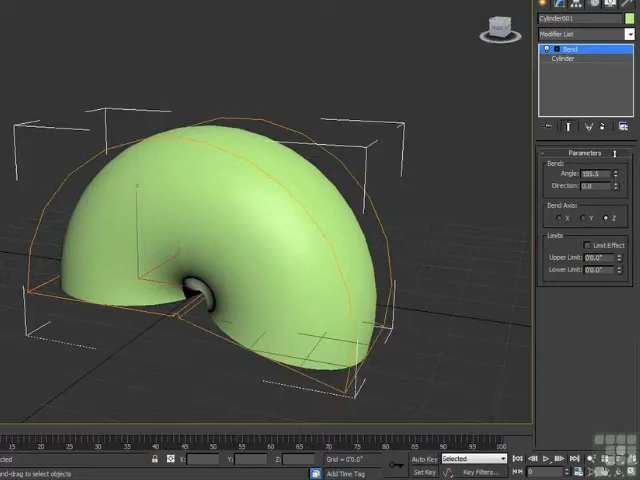 Cylinder001
Modifier List
Bend
Cylinder
Parameters
Bend:
Angle: 195.5
Direction: 0.0
Bend Axis:
X Y Z
Limits
Limit Effect
Upper Limit: 0'0.0"
Lower Limit: 0'0.0"
15 20 25 30 35 40 45 50 55 60 65 70 75 80 85 90 95 100
X: Y: Z: Grid = 0'0.0"
Auto Key Selected
Set Key Key Filters...
Add Time Tag
-drag to select objects
0